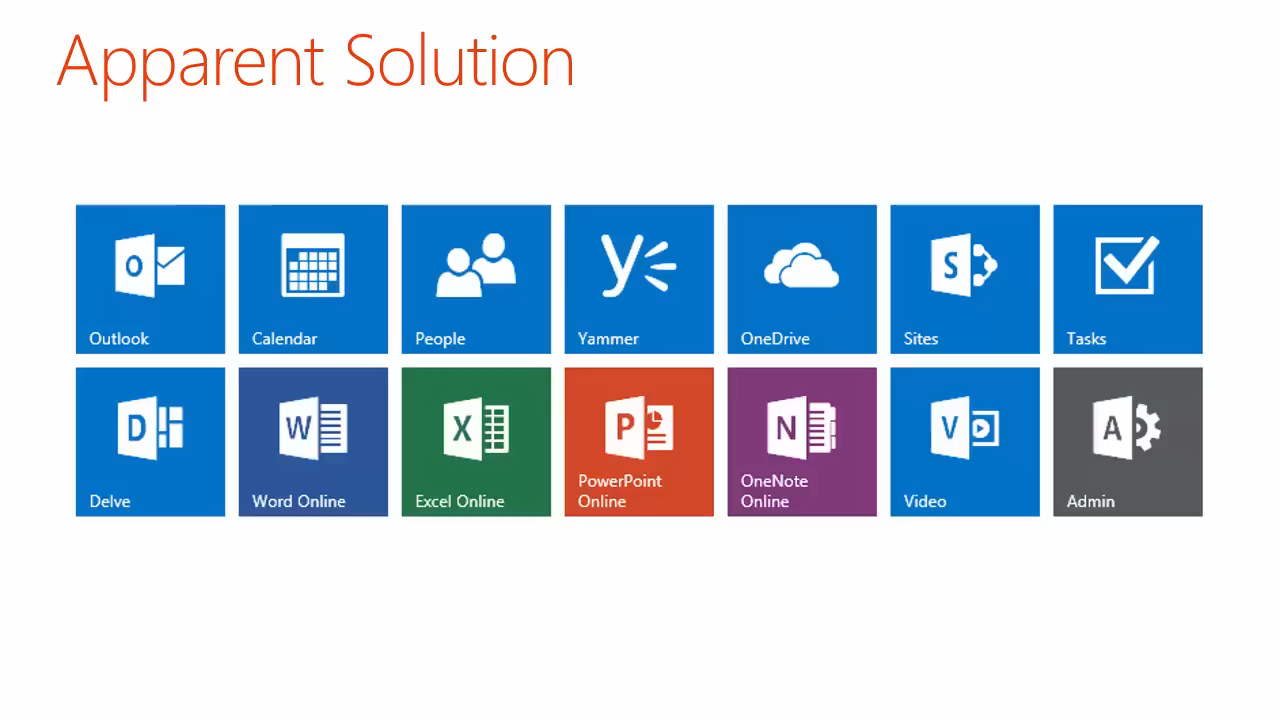 Apparent Solution
Outlook
Calendar
People
Yammer
OneDrive
Sites
Tasks
Delve
Word Online
Excel Online
PowerPoint
Online
OneNote
Online
Video
Admin